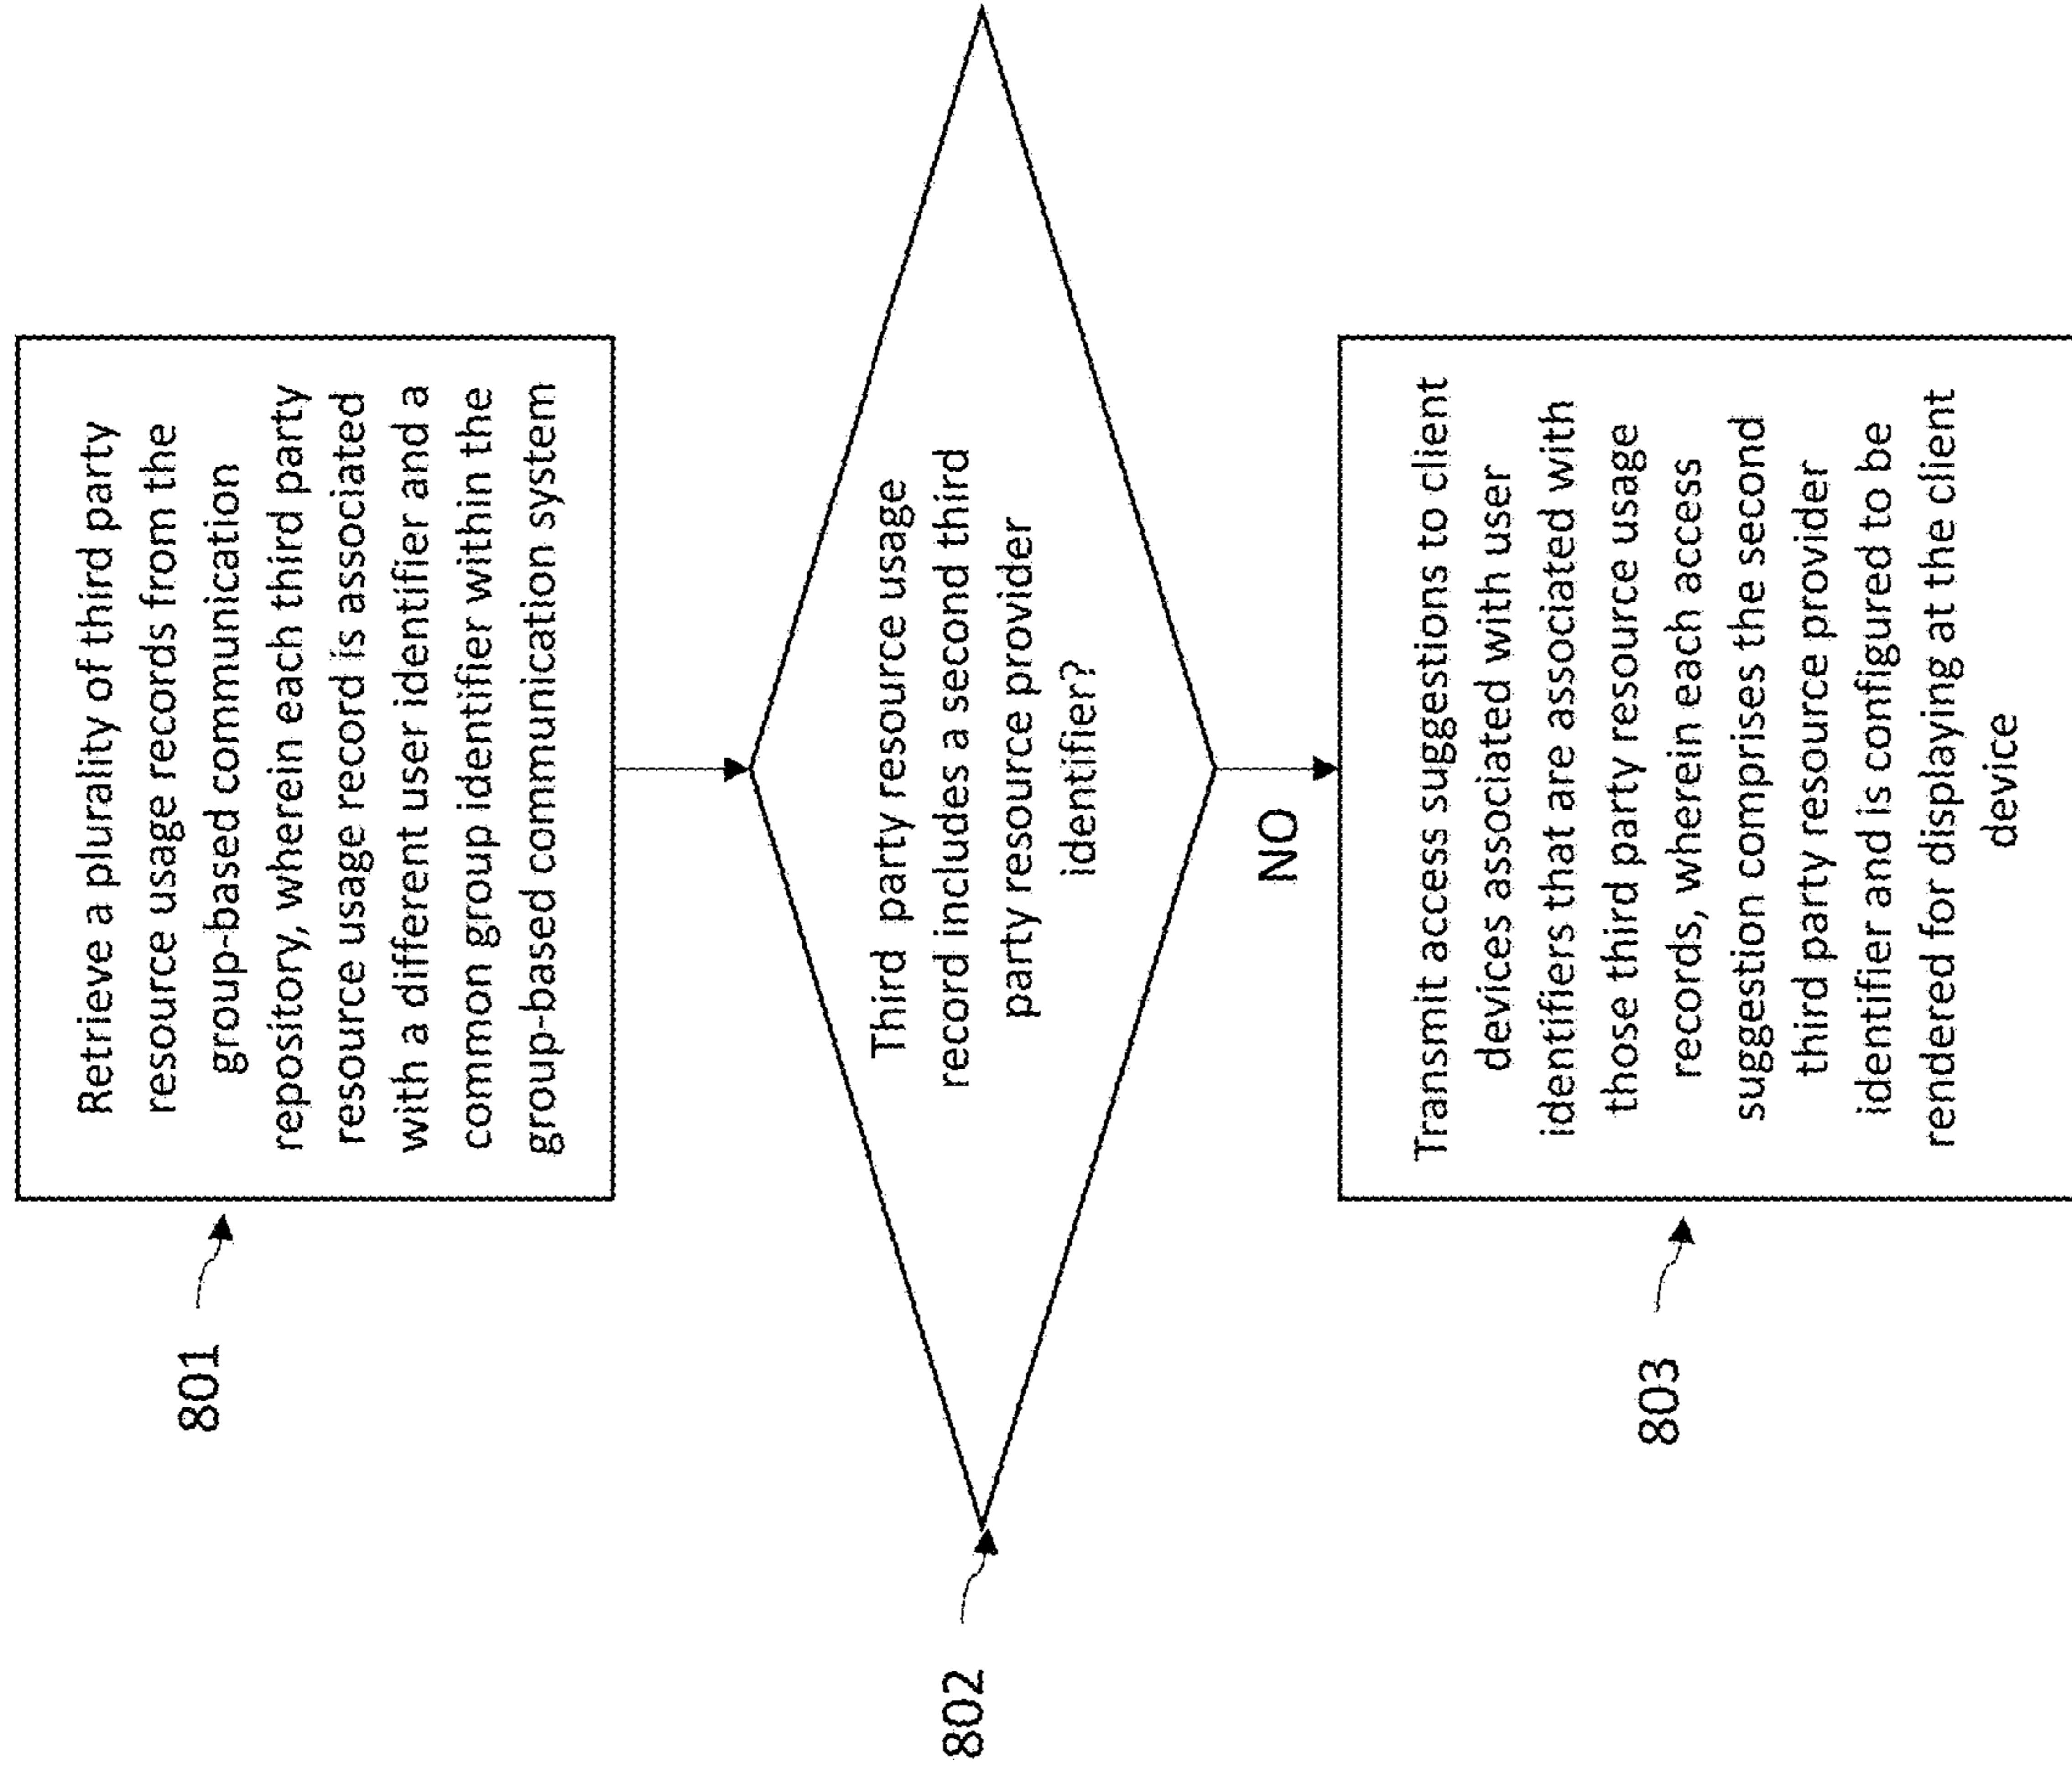 801
Retrieve a plurality of third party
resource usage records from the
group-based communication
repository, wherein each third party
resource usage record is associated
with a different user identifier and a
common group identifier within the
group-based communication system
802
Third party resource usage
record includes a second third
party resource provider
identifier?
NO
803
Transmit access suggestions to client
devices associated with user
identifiers that are associated with
those third party resource usage
records, wherein each access
suggestion comprises the second
third party resource provider
identifier and is configured to be
rendered for displaying at the client
device